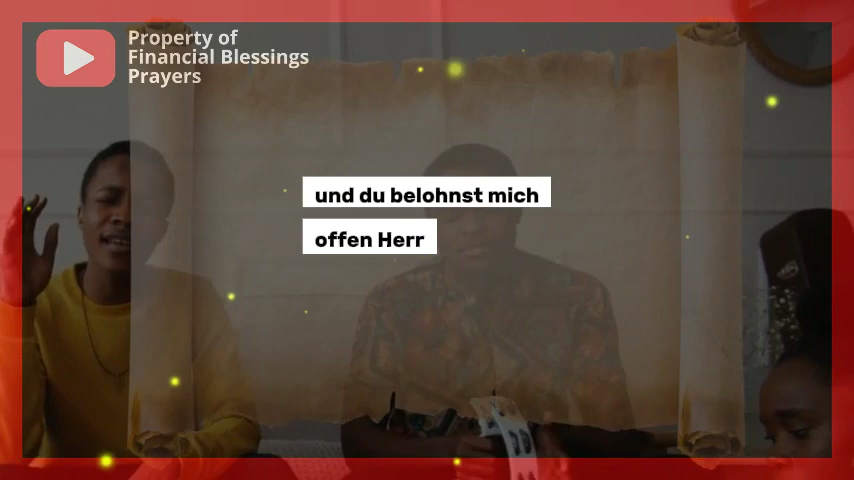 Property of
Financial Blessings
Prayers
und du belohnst mich
offen Herr